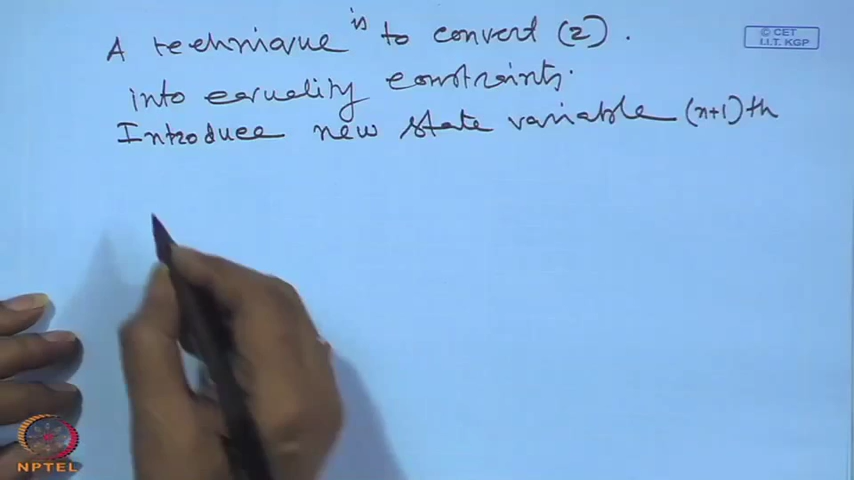 A technique is to convert (2).
into equality constraints.
Introduce new state variable (n+1)th
© CET
I.I.T. KGP
NPTEL